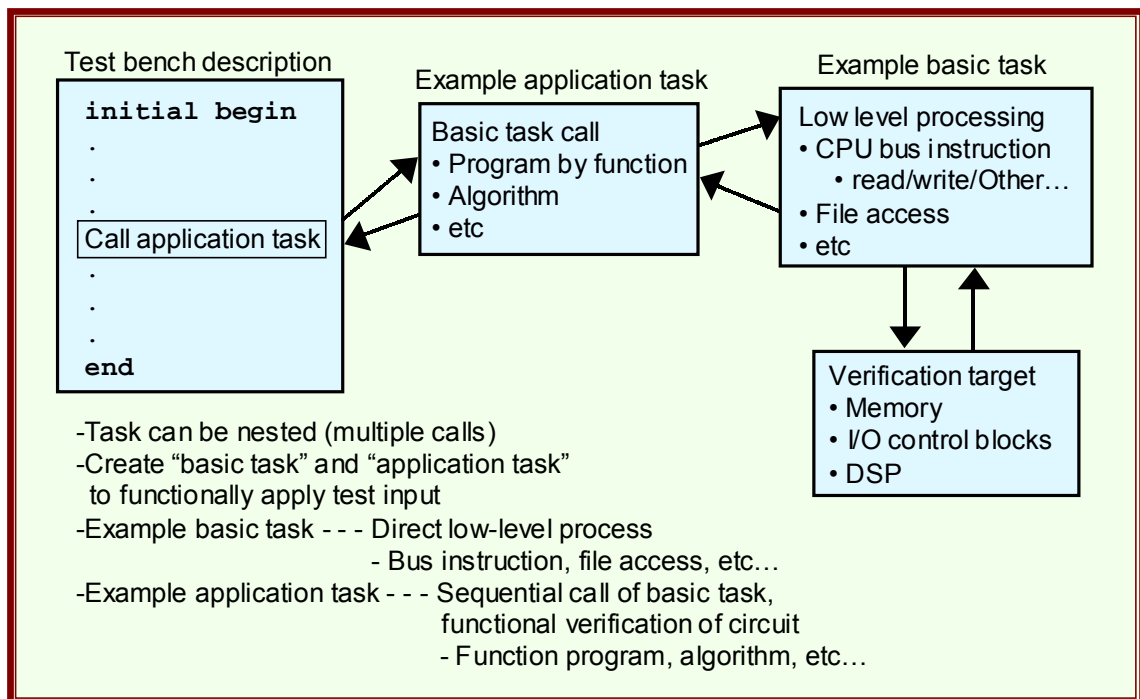 Test bench description
initial begin
.
.
.
Call application task
.
.
.
end
Example application task
Basic task call
• Program by function
• Algorithm
• etc
Example basic task
Low level processing
• CPU bus instruction
• read/write/Other…
• File access
• etc
Verification target
• Memory
• I/O control blocks
• DSP
-Task can be nested (multiple calls)
-Create “basic task” and “application task”
to functionally apply test input
-Example basic task - - - Direct low-level process
- Bus instruction, file access, etc…
-Example application task - - - Sequential call of basic task,
functional verification of circuit
- Function program, algorithm, etc…